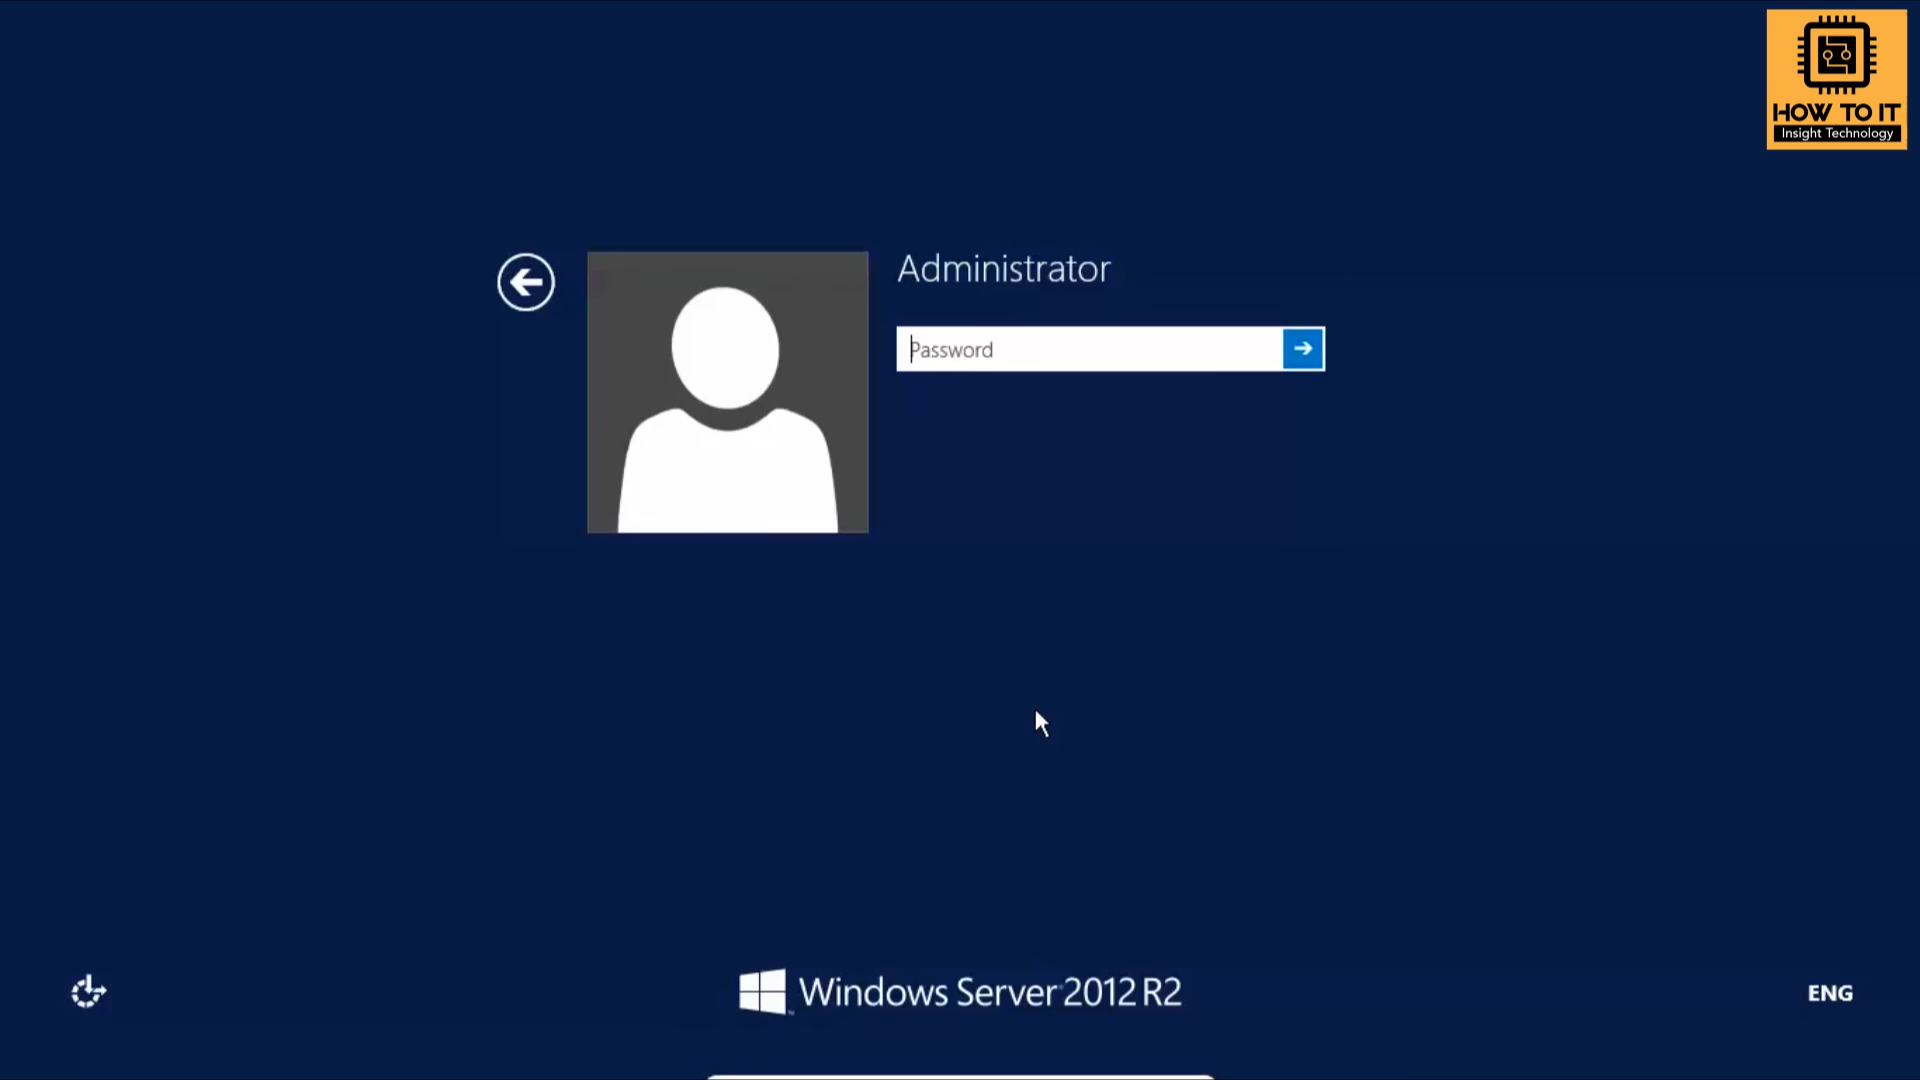 HOW TO IT
Insight Technology
Administrator
Password
Windows Server 2012 R2
ENG